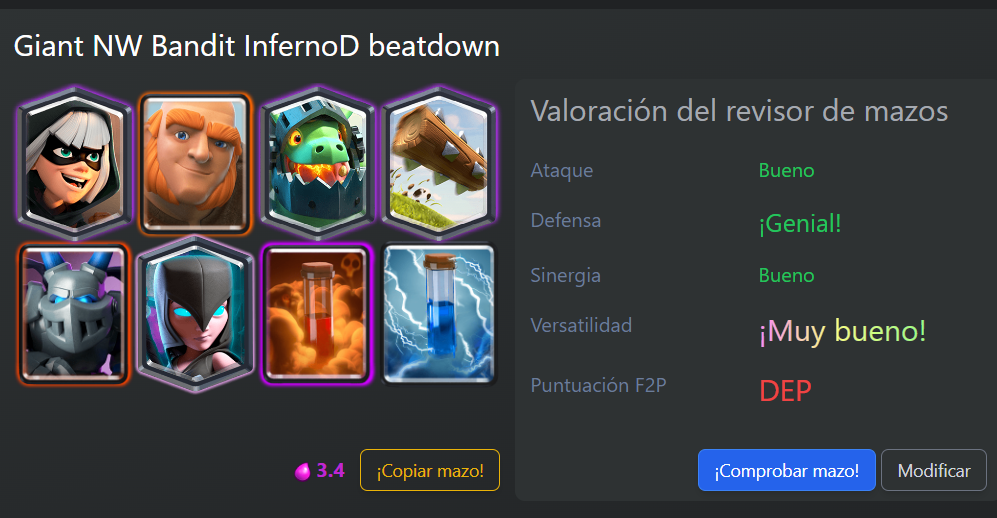 Giant NW Bandit InfernoD beatdown
Valoración del revisor de mazos
Ataque Bueno
Defensa ¡Genial!
Sinergia Bueno
Versatilidad ¡Muy bueno!
Puntuación F2P DEP
3.4 ¡Copiar mazo! ¡Comprobar mazo! Modificar